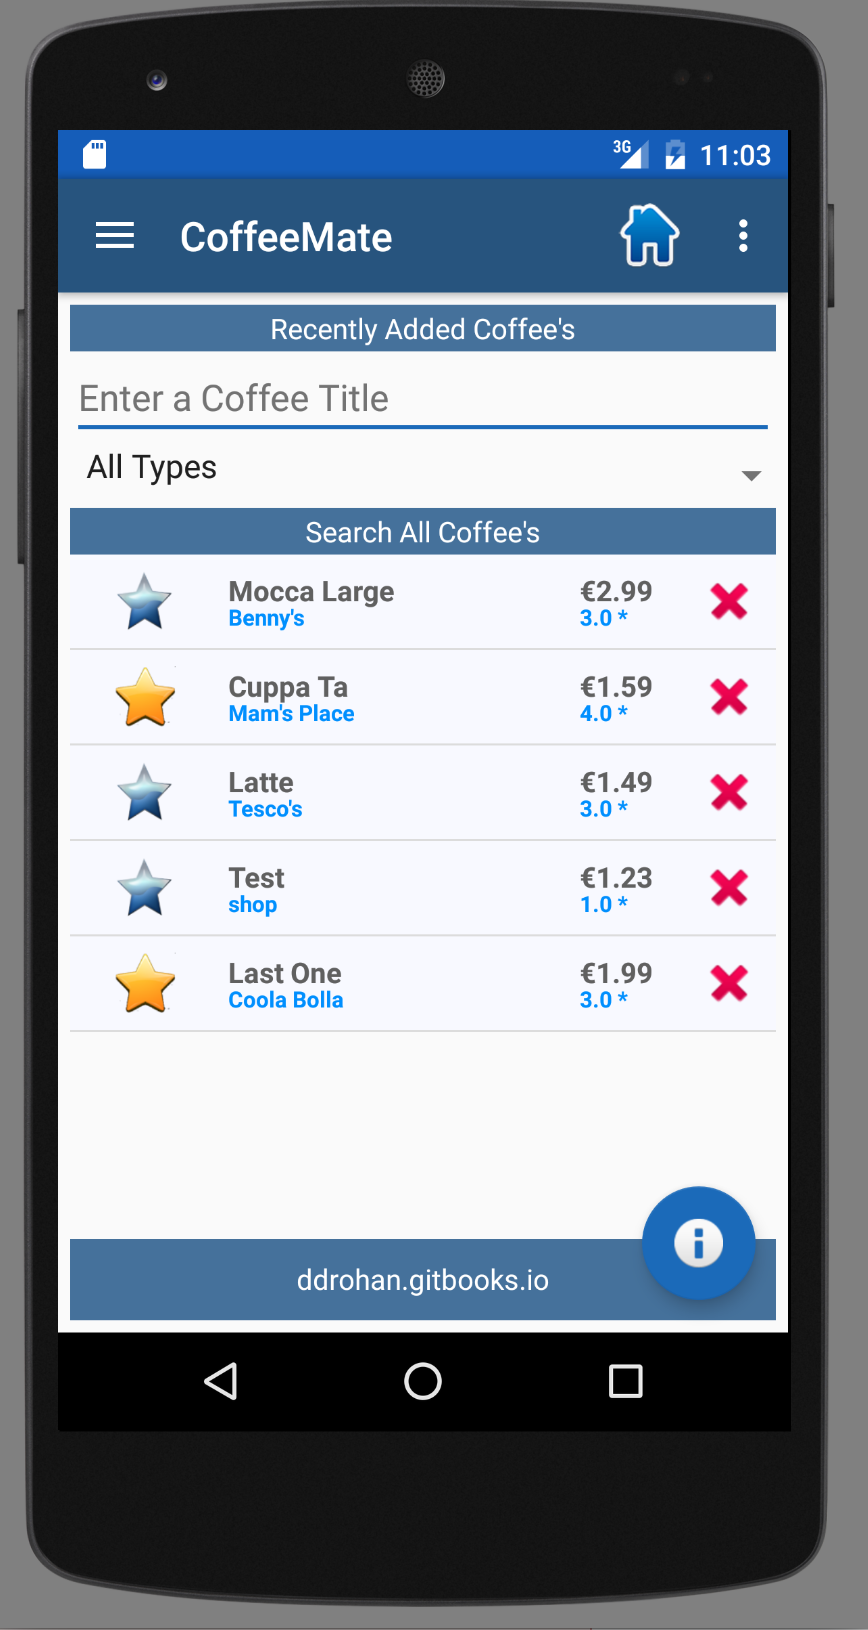 3G 11:03
CoffeeMate
Recently Added Coffee's
Enter a Coffee Title
All Types
Search All Coffee's
Mocca Large €2.99
Benny's 3.0 *
Cuppa Ta €1.59
Mam's Place 4.0 *
Latte €1.49
Tesco's 3.0 *
Test €1.23
shop 1.0 *
Last One €1.99
Coola Bolla 3.0 *
ddrohan.gitbooks.io